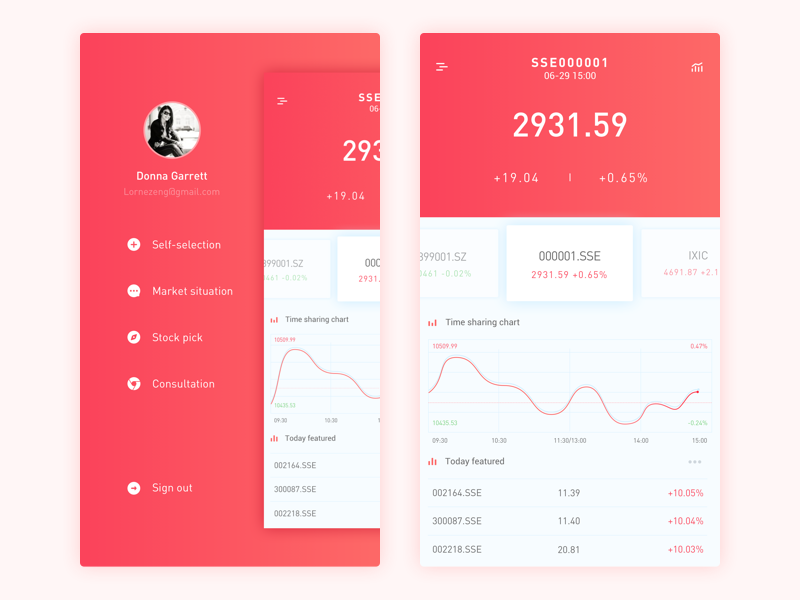 Donna Garrett
Lornezeng@gmail.com
Self-selection
Market situation
Stock pick
Consultation
Sign out
SSE
06-
293
+19.04
399001.SZ
0461 -0.02%
000
2931.
Time sharing chart
10509.99
10435.53
09:30
10:30
Today featured
002164.SSE
300087.SSE
002218.SSE
SSE000001
06-29 15:00
2931.59
+19.04 | +0.65%
399001.SZ
0461 -0.02%
000001.SSE
2931.59 +0.65%
IXIC
4691.87 +2.1
Time sharing chart
10509.99 0.47%
10435.53 -0.26%
09:30 10:30 11:30/13:00 14:00 15:00
Today featured
002164.SSE 11.39 +10.05%
300087.SSE 11.40 +10.04%
002218.SSE 20.81 +10.03%